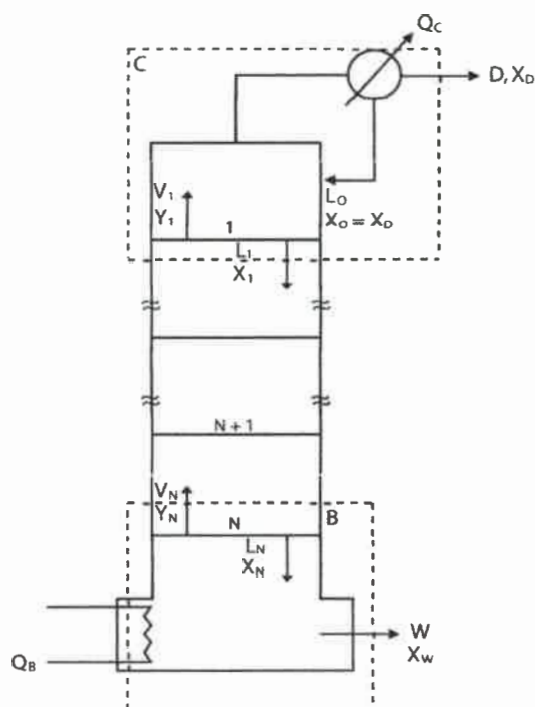 Qc
C
D, XD
V1
Y1
LO
XO = XD
1
L1
X1
N + 1
VN
YN
N
B
LN
XN
W
XW
QB